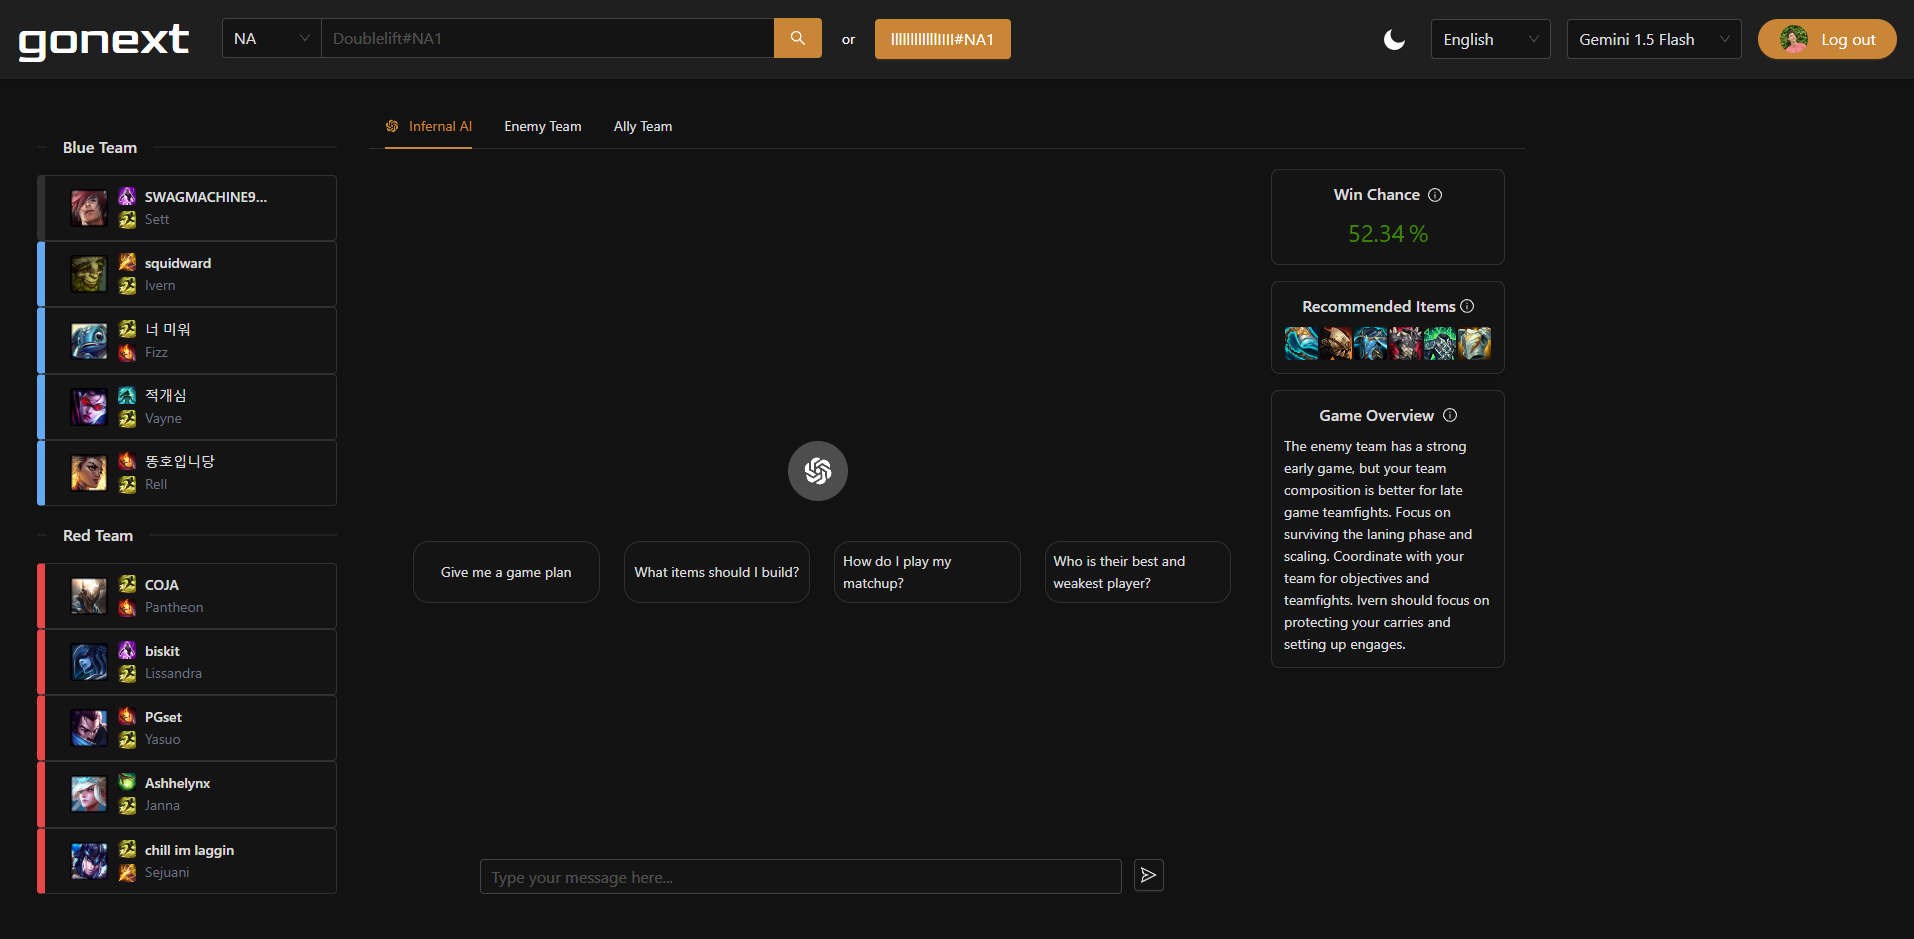 gonext
NA
Doublelift#NA1
or
English
Gemini 1.5 Flash
Log out
Infernal AI
Enemy Team
Ally Team
Blue Team
SWAGMACHINE9...
Sett
squidward
Ivern
너 미워
Fizz
적개심
Vayne
똥호입니당
Rell
Red Team
COJA
Pantheon
biskit
Lissandra
PGset
Yasuo
Ashhelynx
Janna
chill im laggin
Sejuani
Give me a game plan
What items should I build?
How do I play my
matchup?
Who is their best and
weakest player?
Type your message here...
Win Chance
52.34 %
Recommended Items
Game Overview
The enemy team has a strong
early game, but your team
composition is better for late
game teamfights. Focus on
surviving the laning phase and
scaling. Coordinate with your
team for objectives and
teamfights. Ivern should focus on
protecting your carries and
setting up engages.